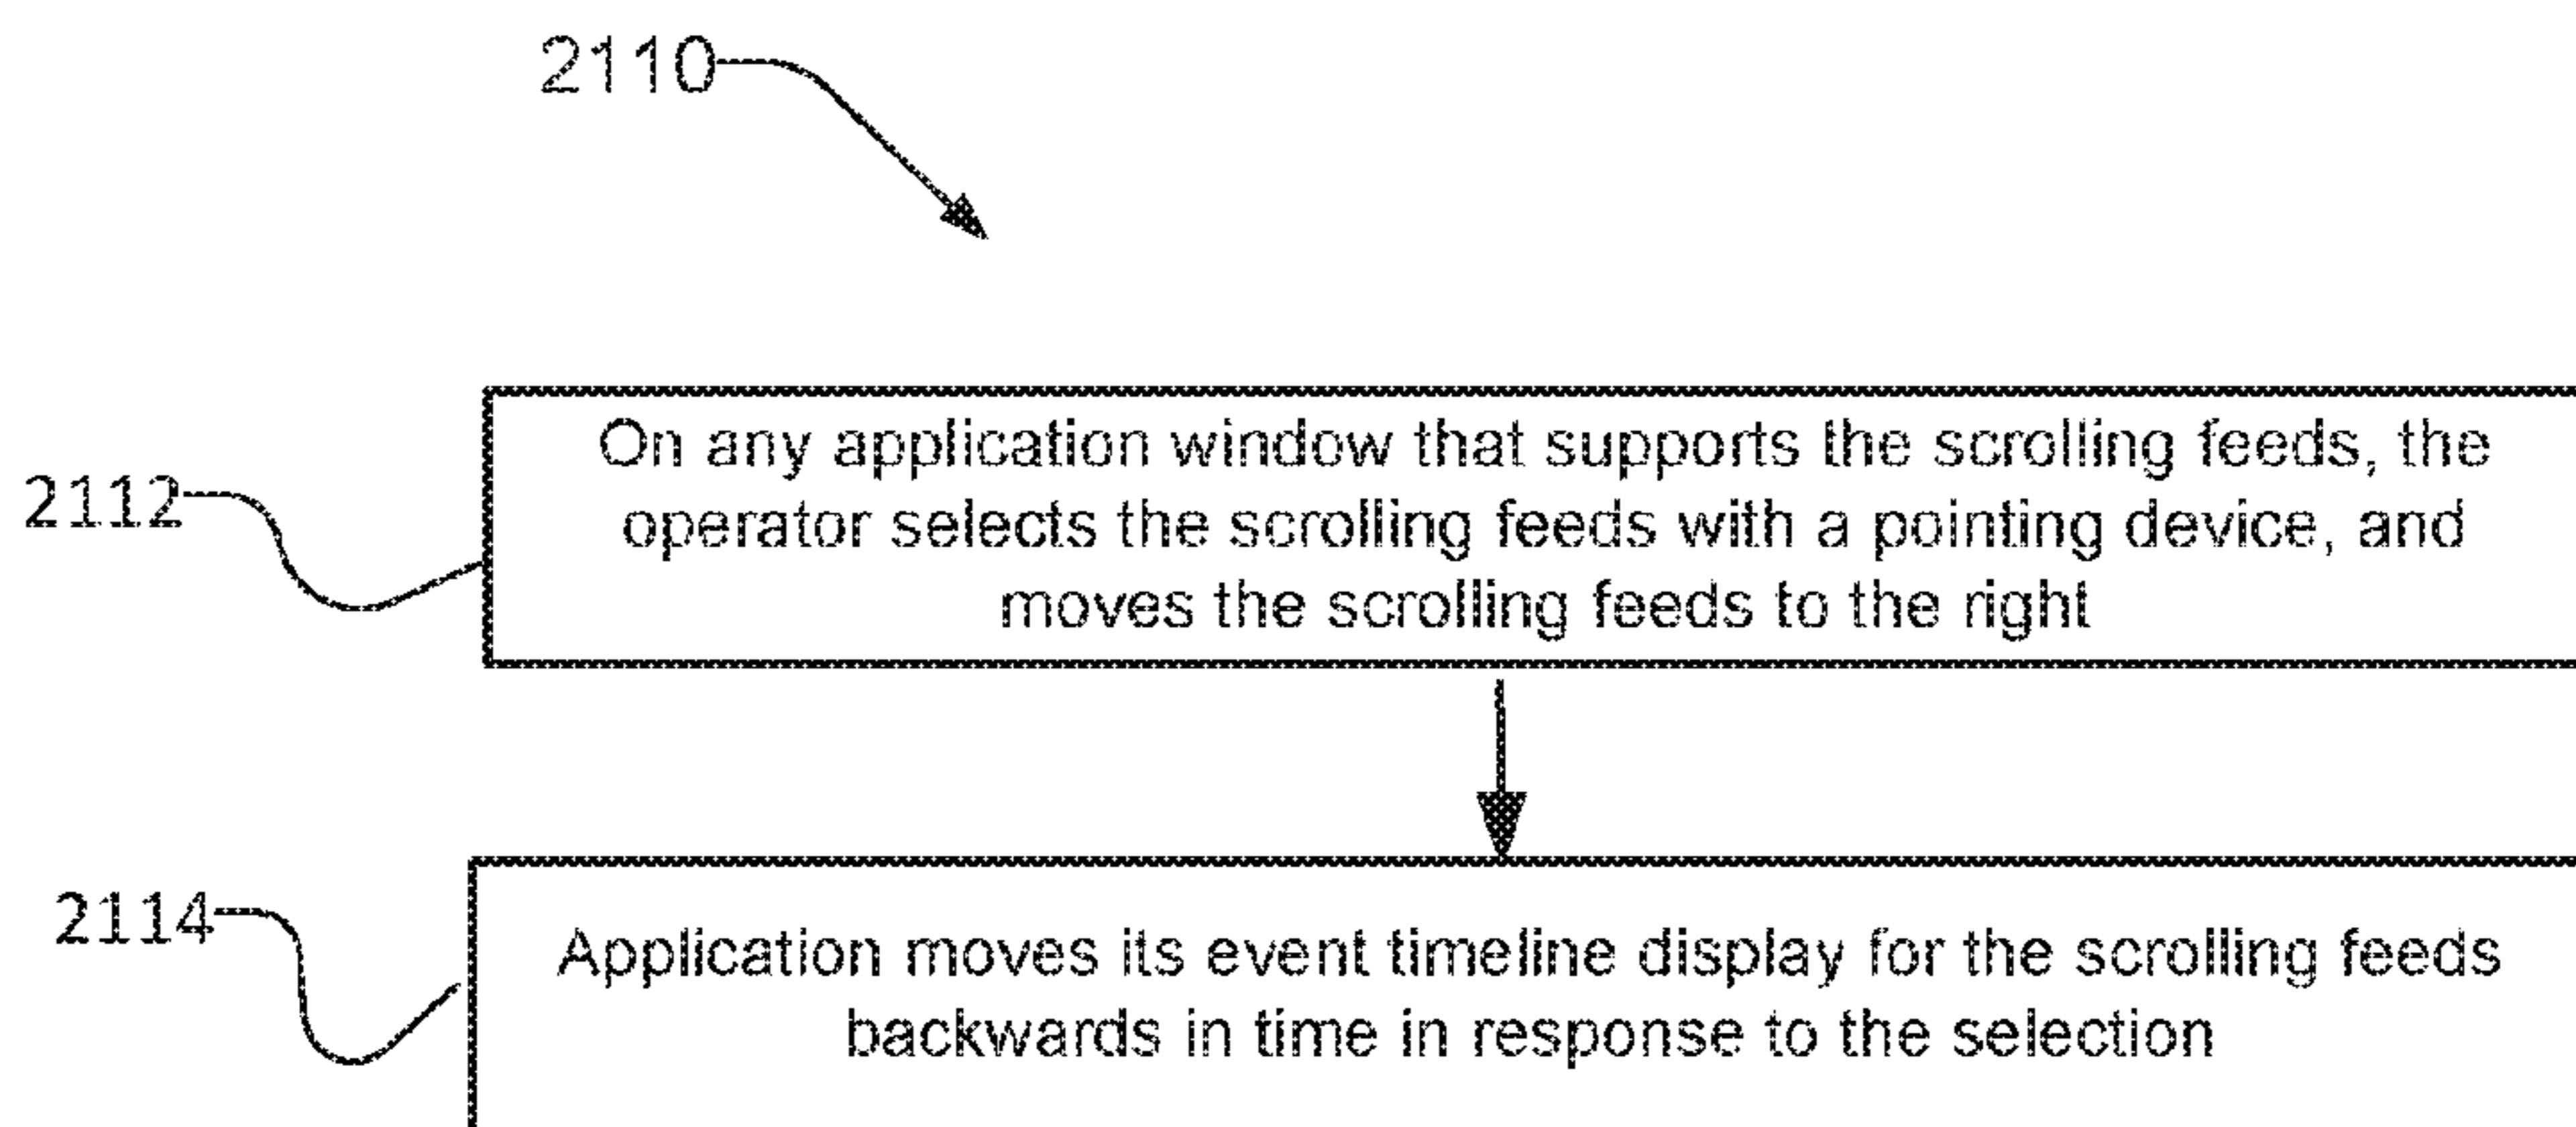 2110
2112
On any application window that supports the scrolling feeds, the
operator selects the scrolling feeds with a pointing device, and
moves the scrolling feeds to the right
2114
Application moves its event timeline display for the scrolling feeds
backwards in time in response to the selection